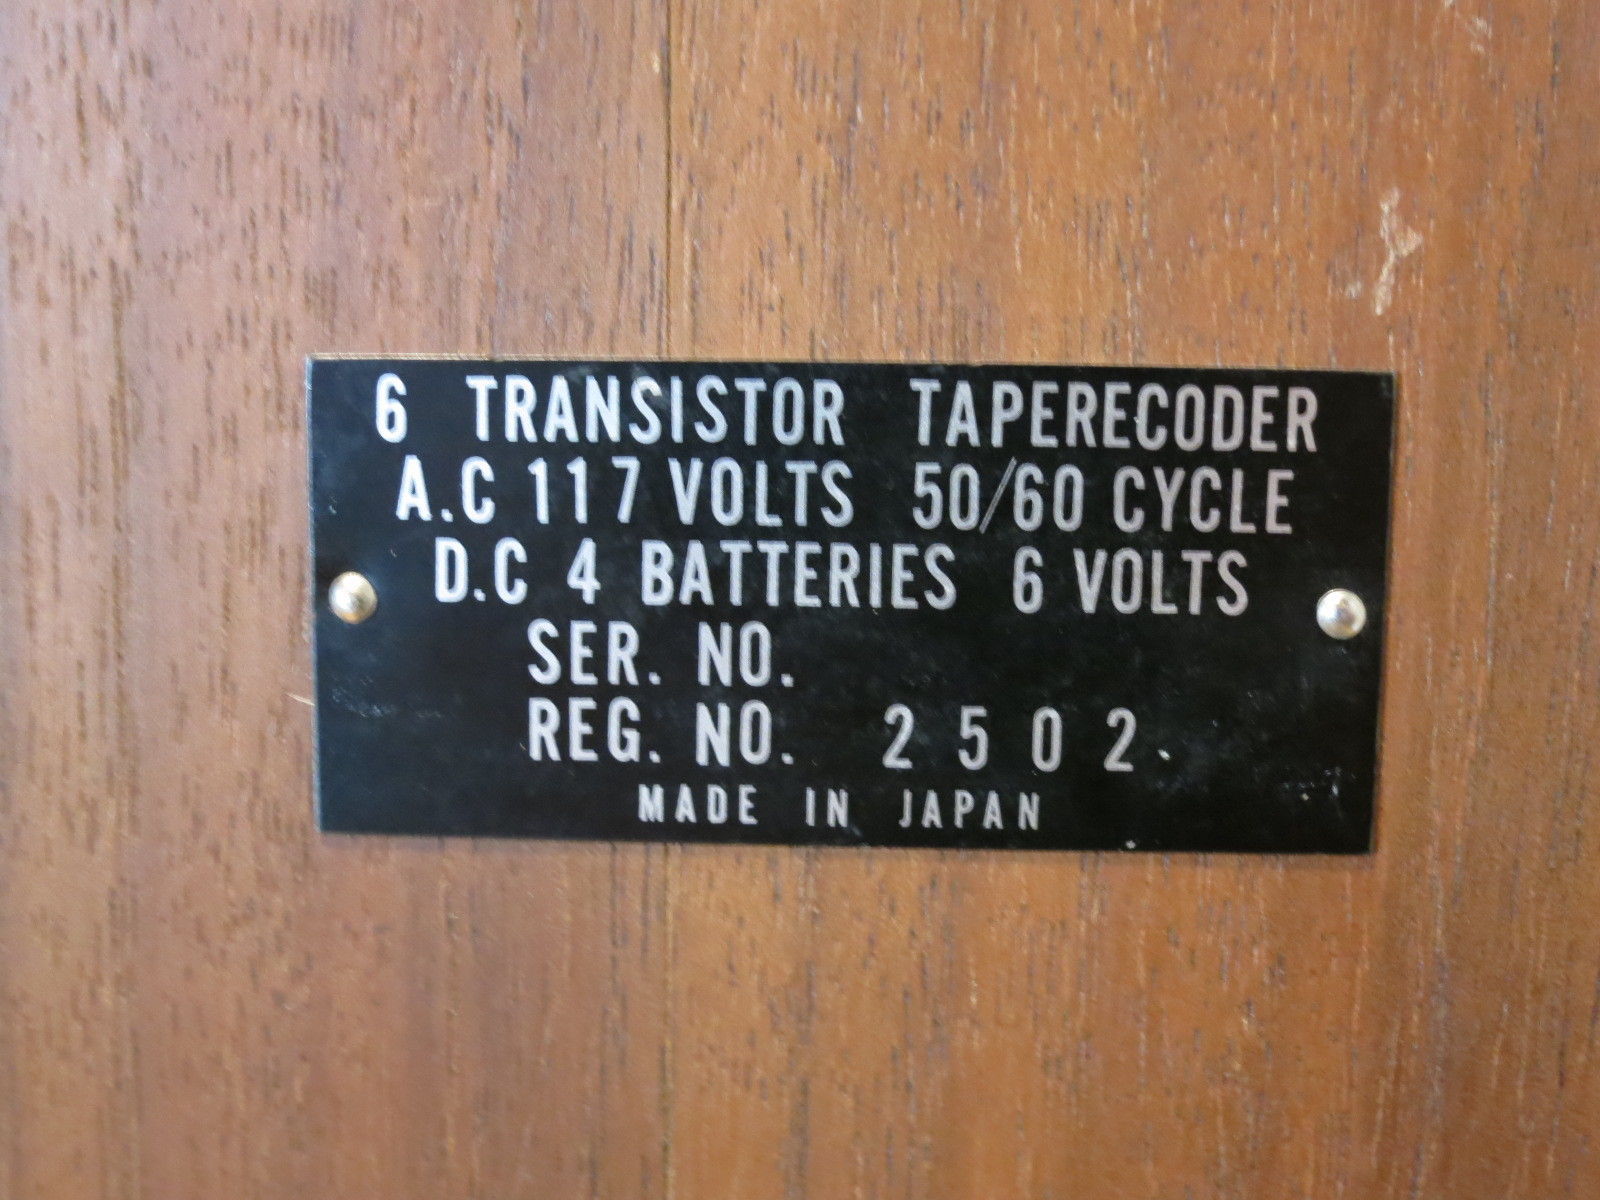 6 TRANSISTOR TAPERECODER
A.C 117 VOLTS 50/60 CYCLE
D.C 4 BATTERIES 6 VOLTS
SER. NO.
REG. NO. 2502
MADE IN JAPAN